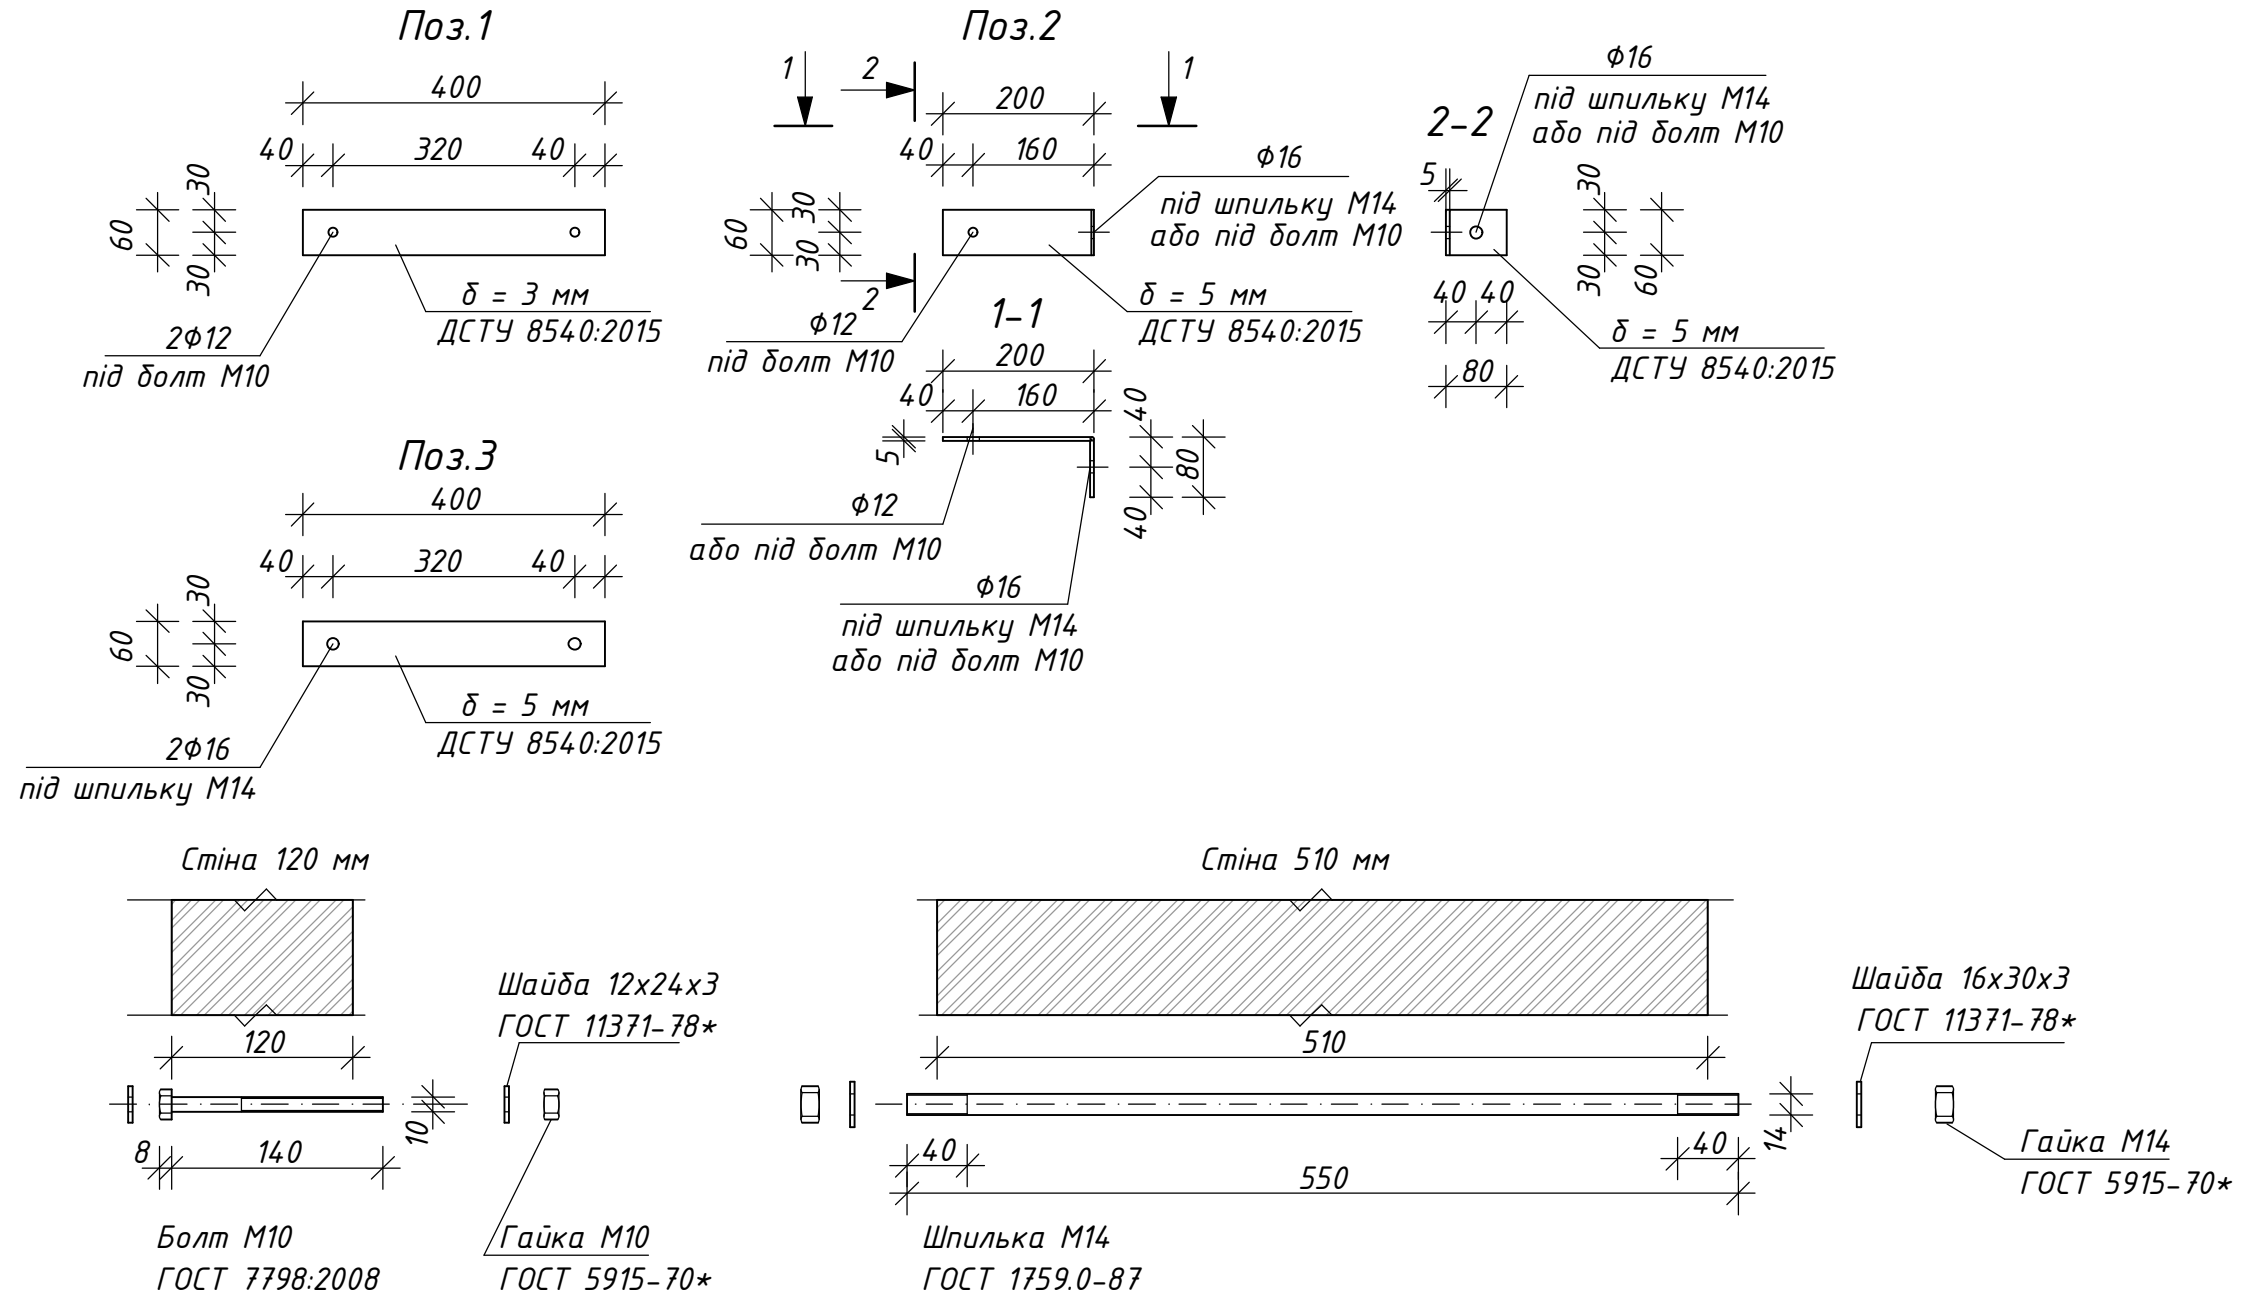 Поз.1
400
40 320 40
60
30
30
2Ф12
під болт М10
δ = 3 мм
ДСТУ 8540:2015
Поз.2
1
2
1
200
40 160
60
30
30
2
Ф12
під болт М10
Ф16
під шпильку М14
або під болт М10
δ = 5 мм
ДСТУ 8540:2015
1-1
200
40 160
5
40
80
40
Ф12
або під болт М10
Ф16
під шпильку М14
або під болт М10
2-2
Ф16
під шпильку М14
або під болт М10
5
30
30
60
40 40
80
δ = 5 мм
ДСТУ 8540:2015
Поз.3
400
40 320 40
60
30
30
2Ф16
під шпильку М14
δ = 5 мм
ДСТУ 8540:2015
Стіна 120 мм
120
Шайба 12х24х3
ГОСТ 11371-78*
10
8 140
Болт М10
ГОСТ 7798:2008
Гайка М10
ГОСТ 5915-70*
Стіна 510 мм
510
Шайба 16х30х3
ГОСТ 11371-78*
14
40 40
550
Гайка М14
ГОСТ 5915-70*
Шпилька М14
ГОСТ 1759.0-87